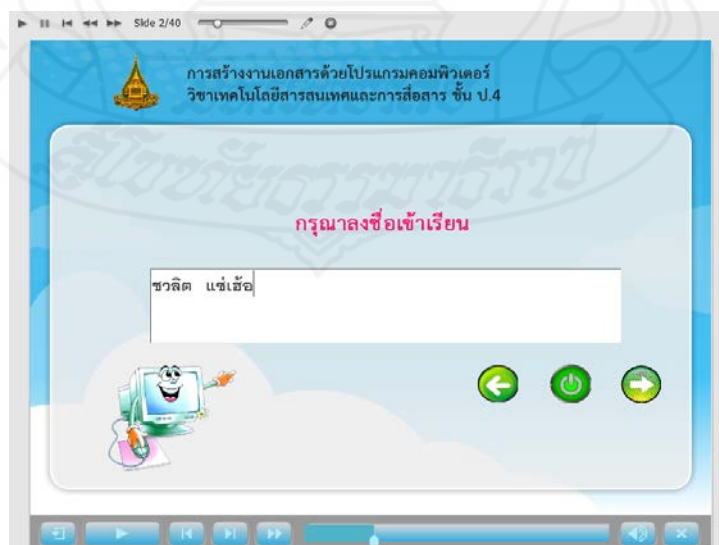 Slide 2/40
การสร้างงานเอกสารด้วยโปรแกรมคอมพิวเตอร์
วิชาเทคโนโลยีสารสนเทศและการสื่อสาร ชั้น ป.4
กรุณาลงชื่อเข้าเรียน
ชวลิต แซ่เฮ้อ